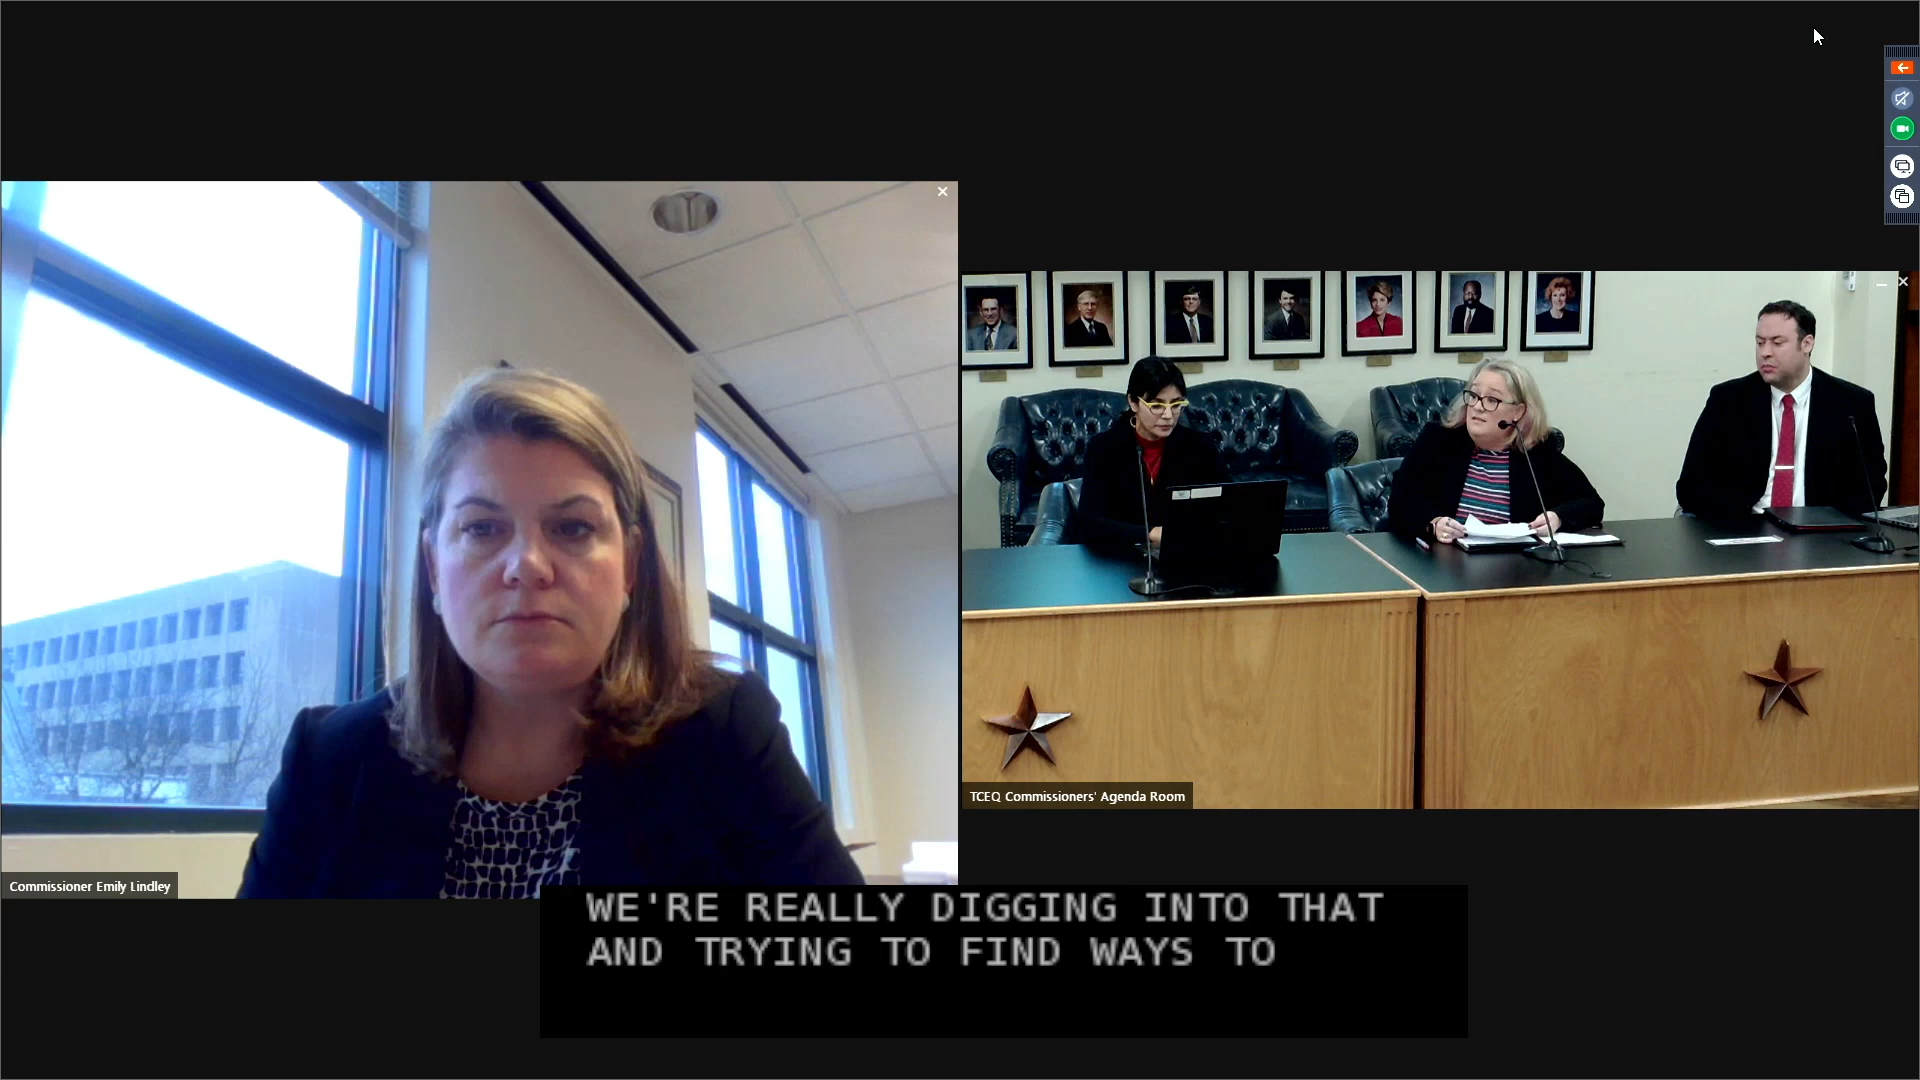 Commissioner Emily Lindley
TCEQ Commissioners' Agenda Room
WE'RE REALLY DIGGING INTO THAT
AND TRYING TO FIND WAYS TO